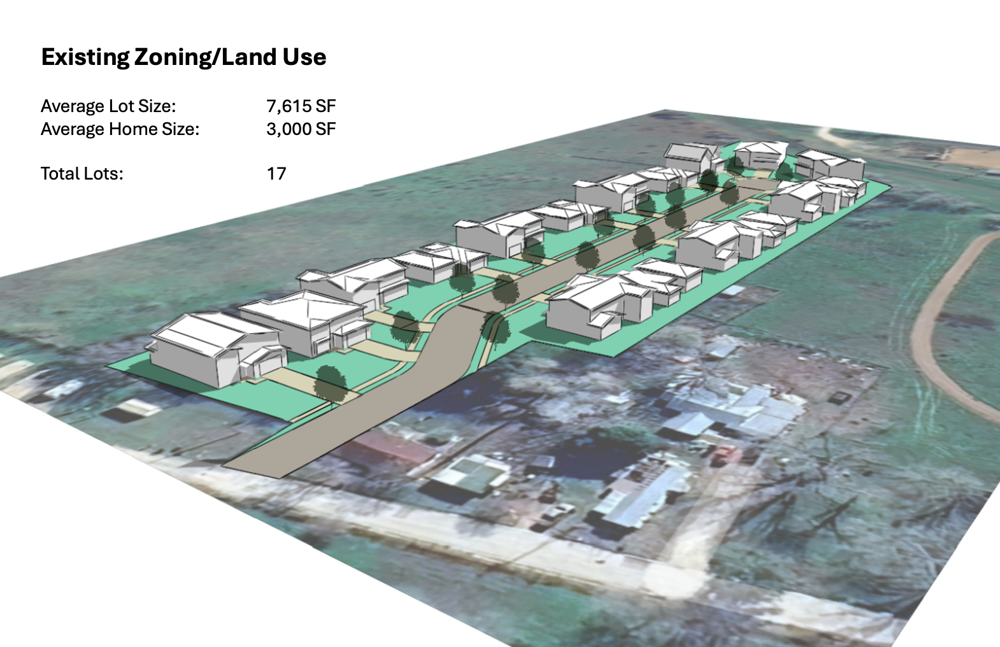 Existing Zoning/Land Use
Average Lot Size: 7,615 SF
Average Home Size: 3,000 SF
Total Lots: 17